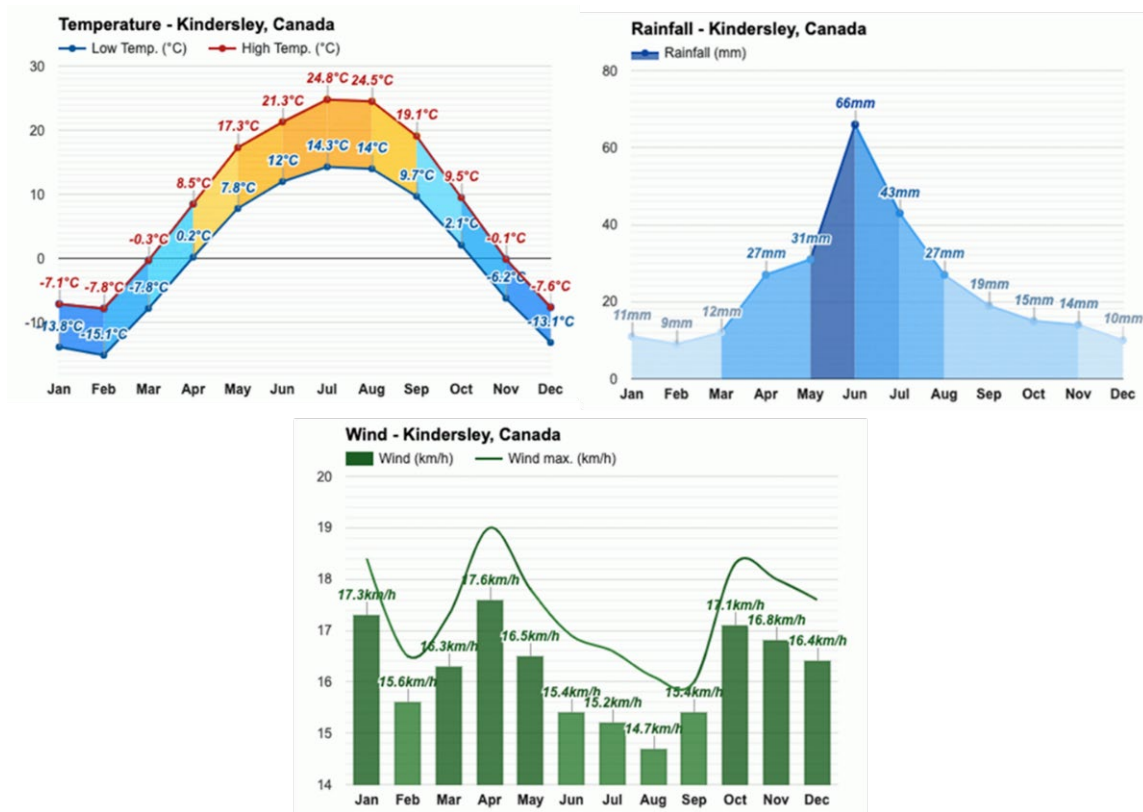 Temperature - Kindersley, Canada
Low Temp. (°C) High Temp. (°C)
30
20
10
0
-10
-7.1°C -7.8°C -0.3°C 8.5°C 17.3°C 21.3°C 24.8°C 24.5°C 19.1°C 9.5°C -0.1°C -7.6°C
-13.8°C -15.1°C -7.8°C 0.2°C 7.8°C 12°C 14.3°C 14°C 9.7°C 2.1°C -6.2°C -13.1°C
Jan Feb Mar Apr May Jun Jul Aug Sep Oct Nov Dec
Rainfall - Kindersley, Canada
Rainfall (mm)
80
60
40
20
0
11mm 9mm 12mm 27mm 31mm 66mm 43mm 27mm 19mm 15mm 14mm 10mm
Jan Feb Mar Apr May Jun Jul Aug Sep Oct Nov Dec
Wind - Kindersley, Canada
Wind (km/h) Wind max. (km/h)
20
19
18
17
16
15
14
17.3km/h 15.6km/h 16.3km/h 17.6km/h 16.5km/h 15.4km/h 15.2km/h 14.7km/h 15.4km/h 17.1km/h 16.8km/h 16.4km/h
Jan Feb Mar Apr May Jun Jul Aug Sep Oct Nov Dec